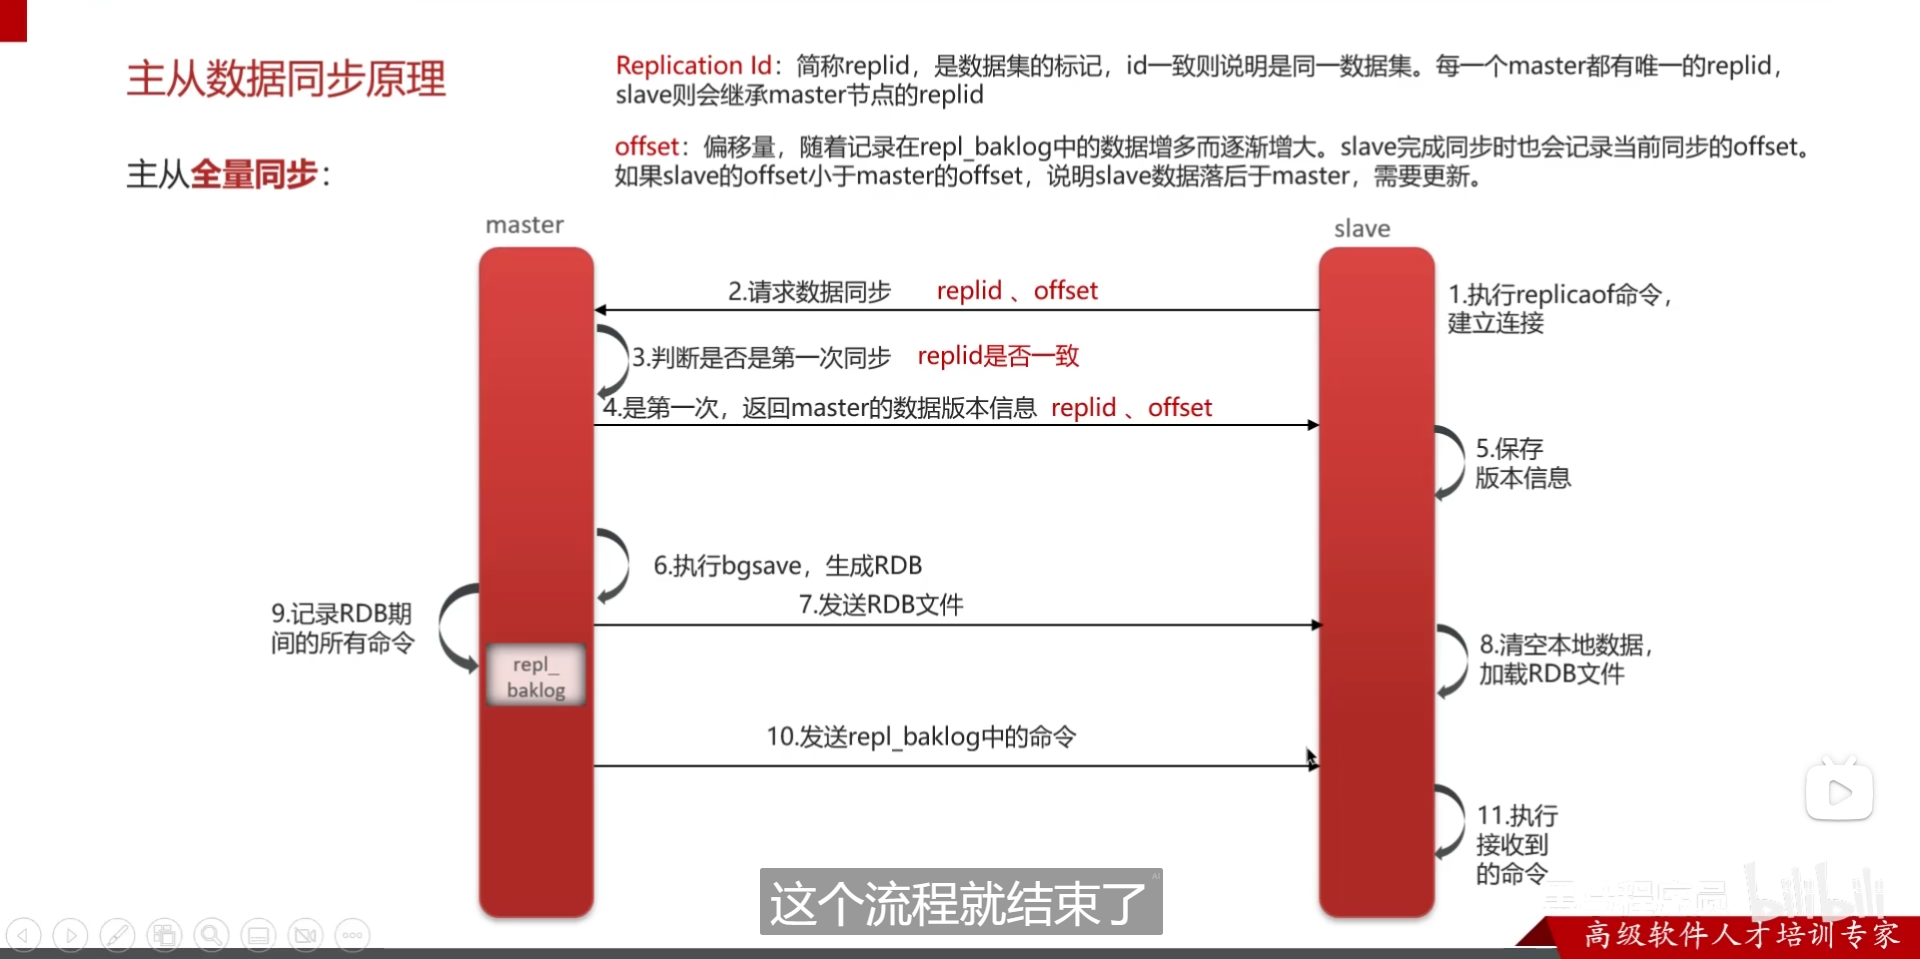 主从数据同步原理
Replication Id：简称replid，是数据集的标记，id一致则说明是同一数据集。每一个master都有唯一的replid，
slave则会继承master节点的replid
offset：偏移量，随着记录在repl_baklog中的数据增多而逐渐增大。slave完成同步时也会记录当前同步的offset。
如果slave的offset小于master的offset，说明slave数据落后于master，需要更新。
主从全量同步：
master
slave
1.执行replicaof命令，
建立连接
2.请求数据同步 replid 、offset
3.判断是否是第一次同步 replid是否一致
4.是第一次，返回master的数据版本信息 replid 、offset
5.保存
版本信息
6.执行bgsave，生成RDB
7.发送RDB文件
8.清空本地数据，
加载RDB文件
9.记录RDB期
间的所有命令
repl_
baklog
10.发送repl_baklog中的命令
11.执行
接收到
的命令
这个流程就结束了
AI
bilibili
高级软件人才培训专家